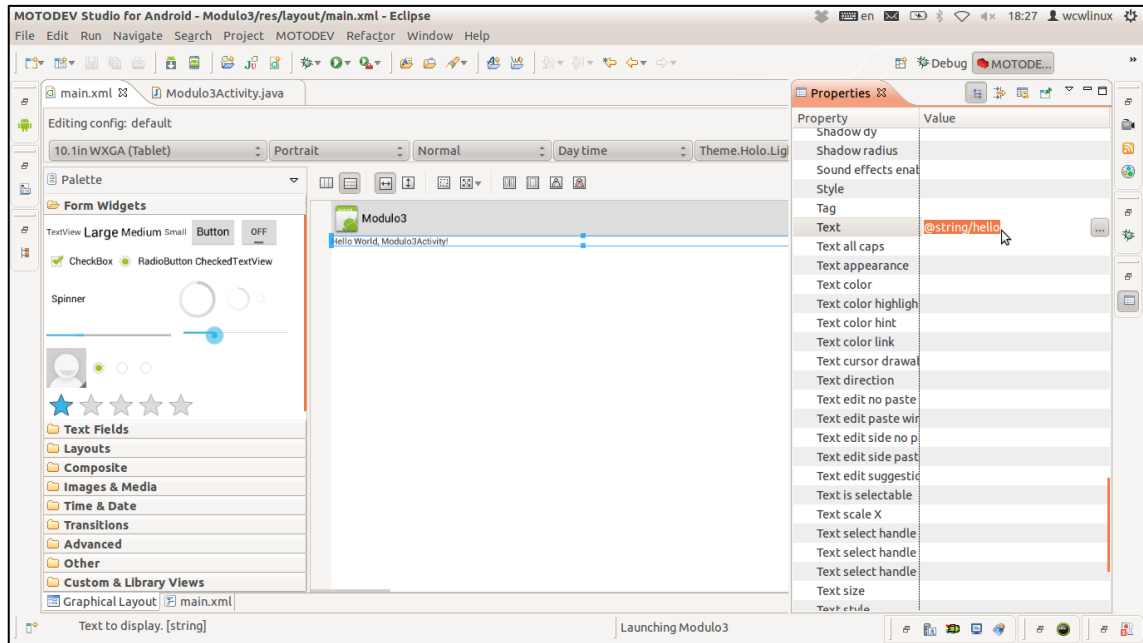 MOTODEV Studio for Android - Modulo3/res/layout/main.xml - Eclipse
en 18:27 wcwlinux
File Edit Run Navigate Search Project MOTODEV Refactor Window Help
Debug MOTODE...
main.xml Modulo3Activity.java
Editing config: default
10.1in WXGA (Tablet) Portrait Normal Day time Theme.Holo.Lig
Palette
Form Widgets
TextView Large Medium Small Button OFF
CheckBox RadioButton CheckedTextView
Spinner
Text Fields
Layouts
Composite
Images & Media
Time & Date
Transitions
Advanced
Other
Custom & Library Views
Graphical Layout main.xml
Modulo3
Hello World, Modulo3Activity!
Properties
Property Value
Shadow dy
Shadow radius
Sound effects enab
Style
Tag
Text @string/hello ...
Text all caps
Text appearance
Text color
Text color highligh
Text color hint
Text color link
Text cursor drawal
Text direction
Text edit no paste
Text edit paste win
Text edit side no p
Text edit side past
Text edit suggestio
Text is selectable
Text scale X
Text select handle
Text select handle
Text select handle
Text size
Text style
Text to display. [string] Launching Modulo3